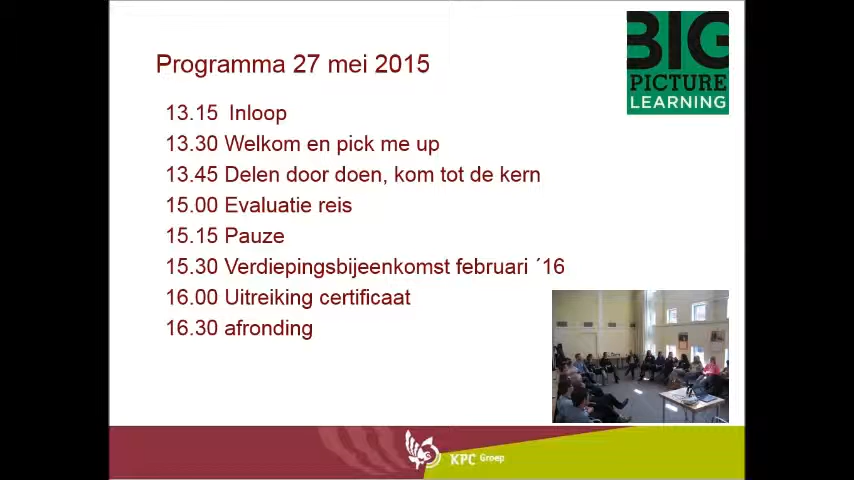 Programma 27 mei 2015
BIG
PICTURE
LEARNING
13.15 Inloop
13.30 Welkom en pick me up
13.45 Delen door doen, kom tot de kern
15.00 Evaluatie reis
15.15 Pauze
15.30 Verdiepingsbijeenkomst februari ´16
16.00 Uitreiking certificaat
16.30 afronding
KPC Groep